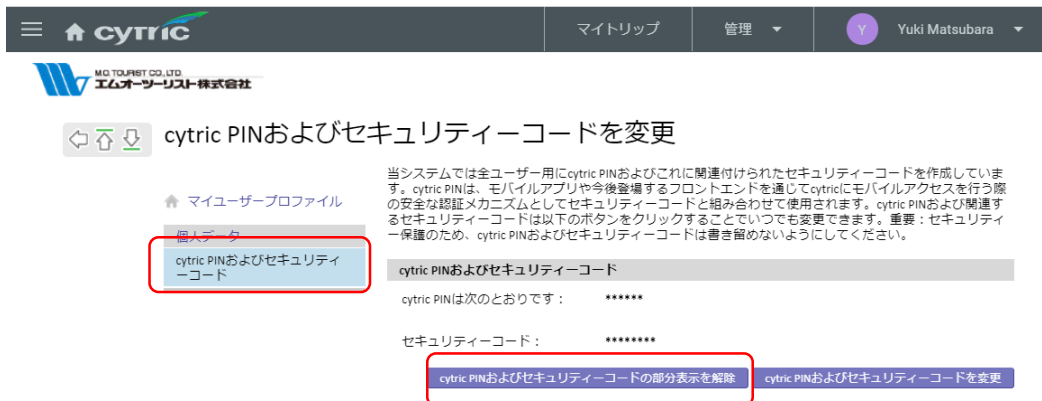 cytric
マイトリップ
管理
Y
Yuki Matsubara
M.O. TOURIST CO., LTD.
エムオーツーリスト株式会社
cytric PINおよびセキュリティーコードを変更
当システムでは全ユーザー用にcytric PINおよびこれに関連付けられたセキュリティーコードを作成していま
す。cytric PINは、モバイルアプリや今後登場するフロントエンドを通じてcytricにモバイルアクセスを行う際
の安全な認証メカニズムとしてセキュリティーコードと組み合わせて使用されます。cytric PINおよび関連す
るセキュリティーコードは以下のボタンをクリックすることでいつでも変更できます。重要：セキュリティ
ー保護のため、cytric PINおよびセキュリティーコードは書き留めないようにしてください。
マイユーザープロファイル
個人データ
cytric PINおよびセキュリティ
ーコード
cytric PINおよびセキュリティーコード
cytric PINは次のとおりです： ******
セキュリティーコード： ********
cytric PINおよびセキュリティーコードの部分表示を解除
cytric PINおよびセキュリティーコードを変更